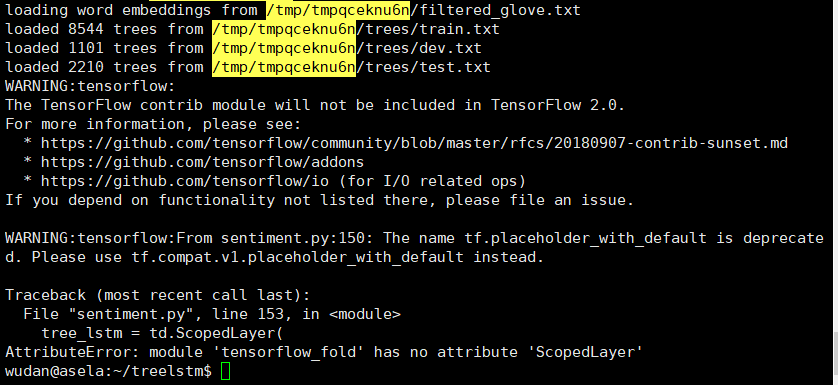 loading word embeddings from /tmp/tmpqceknu6n/filtered_glove.txt
loaded 8544 trees from /tmp/tmpqceknu6n/trees/train.txt
loaded 1101 trees from /tmp/tmpqceknu6n/trees/dev.txt
loaded 2210 trees from /tmp/tmpqceknu6n/trees/test.txt
WARNING:tensorflow:
The TensorFlow contrib module will not be included in TensorFlow 2.0.
For more information, please see:
  * https://github.com/tensorflow/community/blob/master/rfcs/20180907-contrib-sunset.md
  * https://github.com/tensorflow/addons
  * https://github.com/tensorflow/io (for I/O related ops)
If you depend on functionality not listed there, please file an issue.

WARNING:tensorflow:From sentiment.py:150: The name tf.placeholder_with_default is deprecate
d. Please use tf.compat.v1.placeholder_with_default instead.

Traceback (most recent call last):
  File "sentiment.py", line 153, in <module>
    tree_lstm = td.ScopedLayer(
AttributeError: module 'tensorflow_fold' has no attribute 'ScopedLayer'
wudan@asela:~/treelstm$